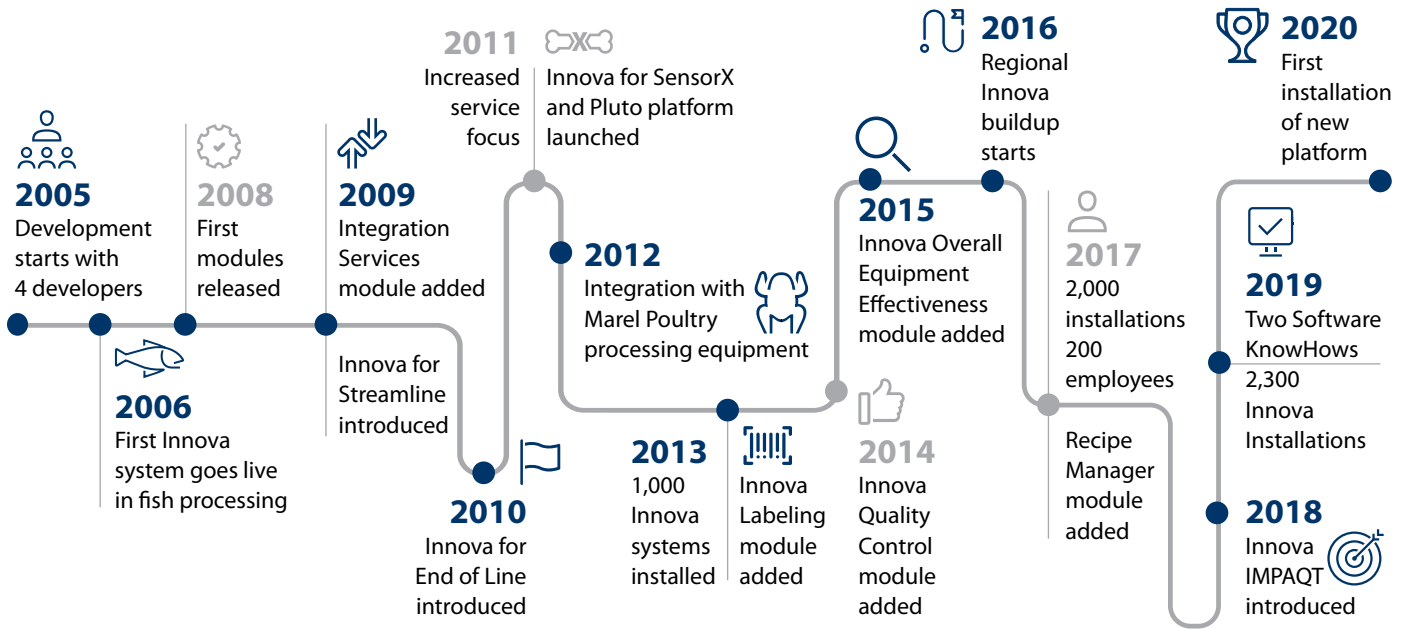 2005
Development
starts with
4 developers
2006
First Innova
system goes live
in fish processing
2008
First
modules
released
2009
Integration
Services
module added
Innova for
Streamline
introduced
2010
Innova for
End of Line
introduced
2011
Increased
service
focus
Innova for SensorX
and Pluto platform
launched
2012
Integration with
Marel Poultry
processing equipment
2013
1,000
Innova
systems
installed
Innova
Labeling
module
added
2014
Innova
Quality
Control
module
added
2015
Innova Overall
Equipment
Effectiveness
module added
2016
Regional
Innova
buildup
starts
2017
2,000
installations
200
employees
Recipe
Manager
module
added
2018
Innova
IMPAQT
introduced
2019
Two Software
KnowHows
2,300
Innova
Installations
2020
First
installation
of new
platform